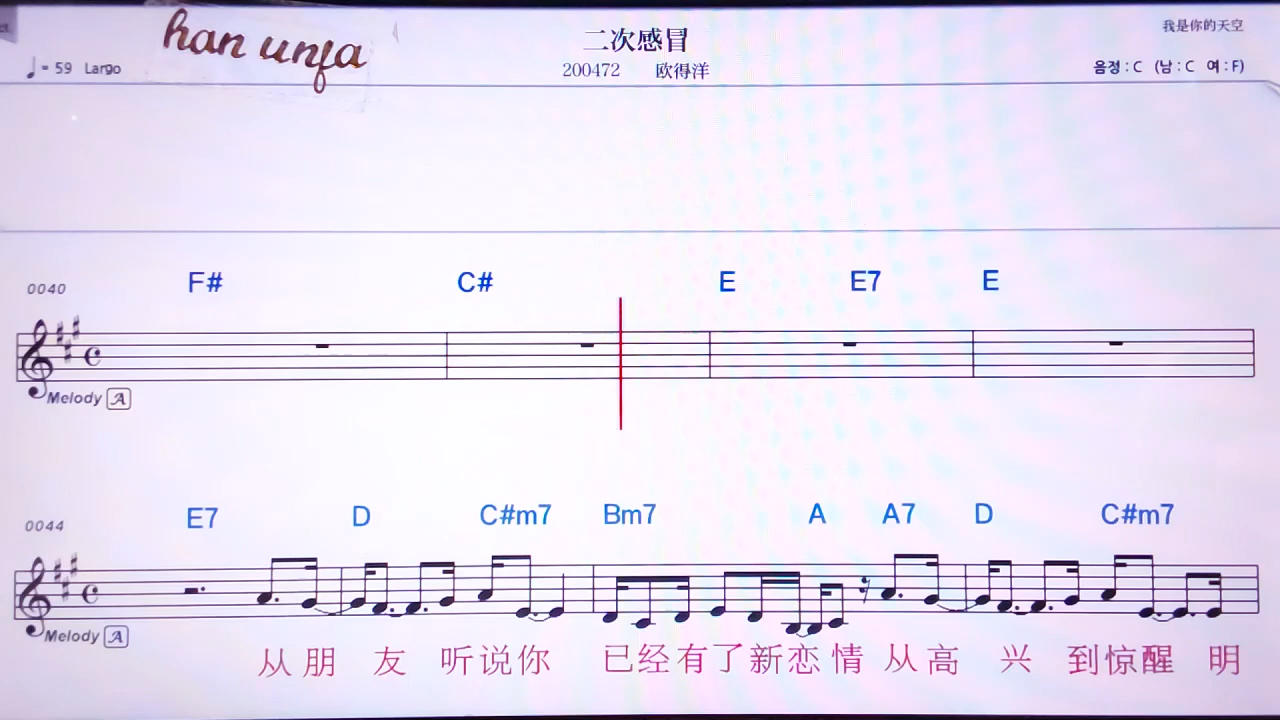 han unfa
二次感冒
我是你的天空
♩= 59 Largo
200472 欧得洋
음정 : C (남 : C 여 : F)
0040
F# C# E E7 E
Melody A
0044
E7 D C#m7 Bm7 A A7 D C#m7
Melody A
从朋 友 听说你 已经有了新恋情 从高 兴 到惊醒 明